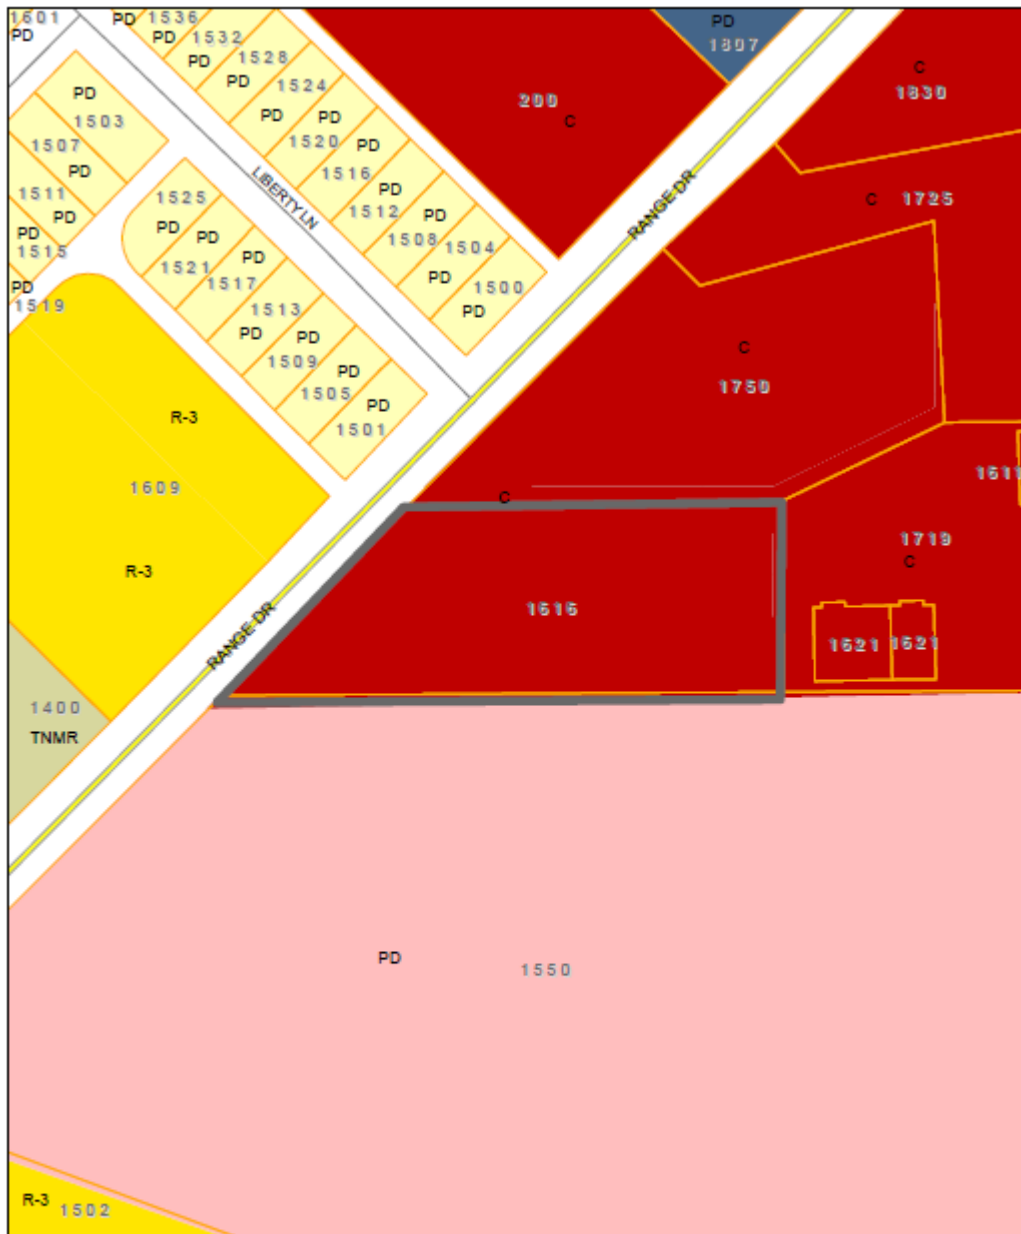 1601
PD
PD
1536
PD
1532
PD
1528
PD
1524
PD
PD
1520
PD
1516
PD
1512
PD
1508
1504
PD
1500
PD
PD
1807
200
C
C
1830
C
1725
RANGE DR
LIBERTY LN
PD
1503
1507
PD
1511
PD
PD
1515
PD
1519
1525
PD
PD
1521
PD
1517
1513
PD
PD
1509
PD
1505
PD
1501
C
1750
R-3
1609
R-3
C
1611
1719
C
1616
1621
1621
RANGE DR
1400
TNMR
PD
1550
R-3
1502